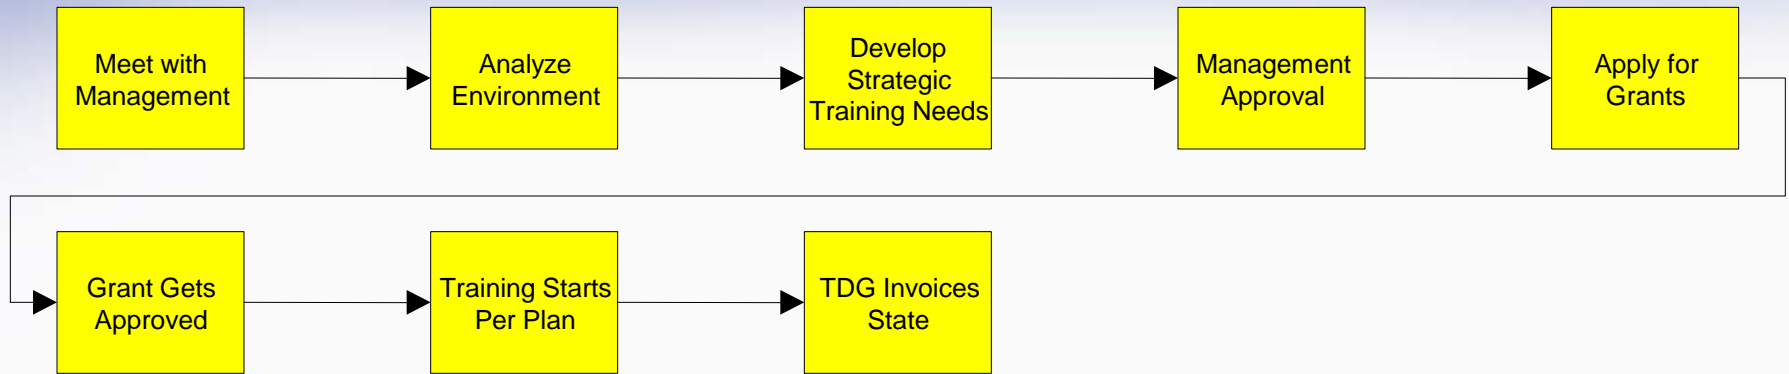 Meet with
Management
Analyze
Environment
Develop
Strategic
Training Needs
Management
Approval
Apply for
Grants
Grant Gets
Approved
Training Starts
Per Plan
TDG Invoices
State